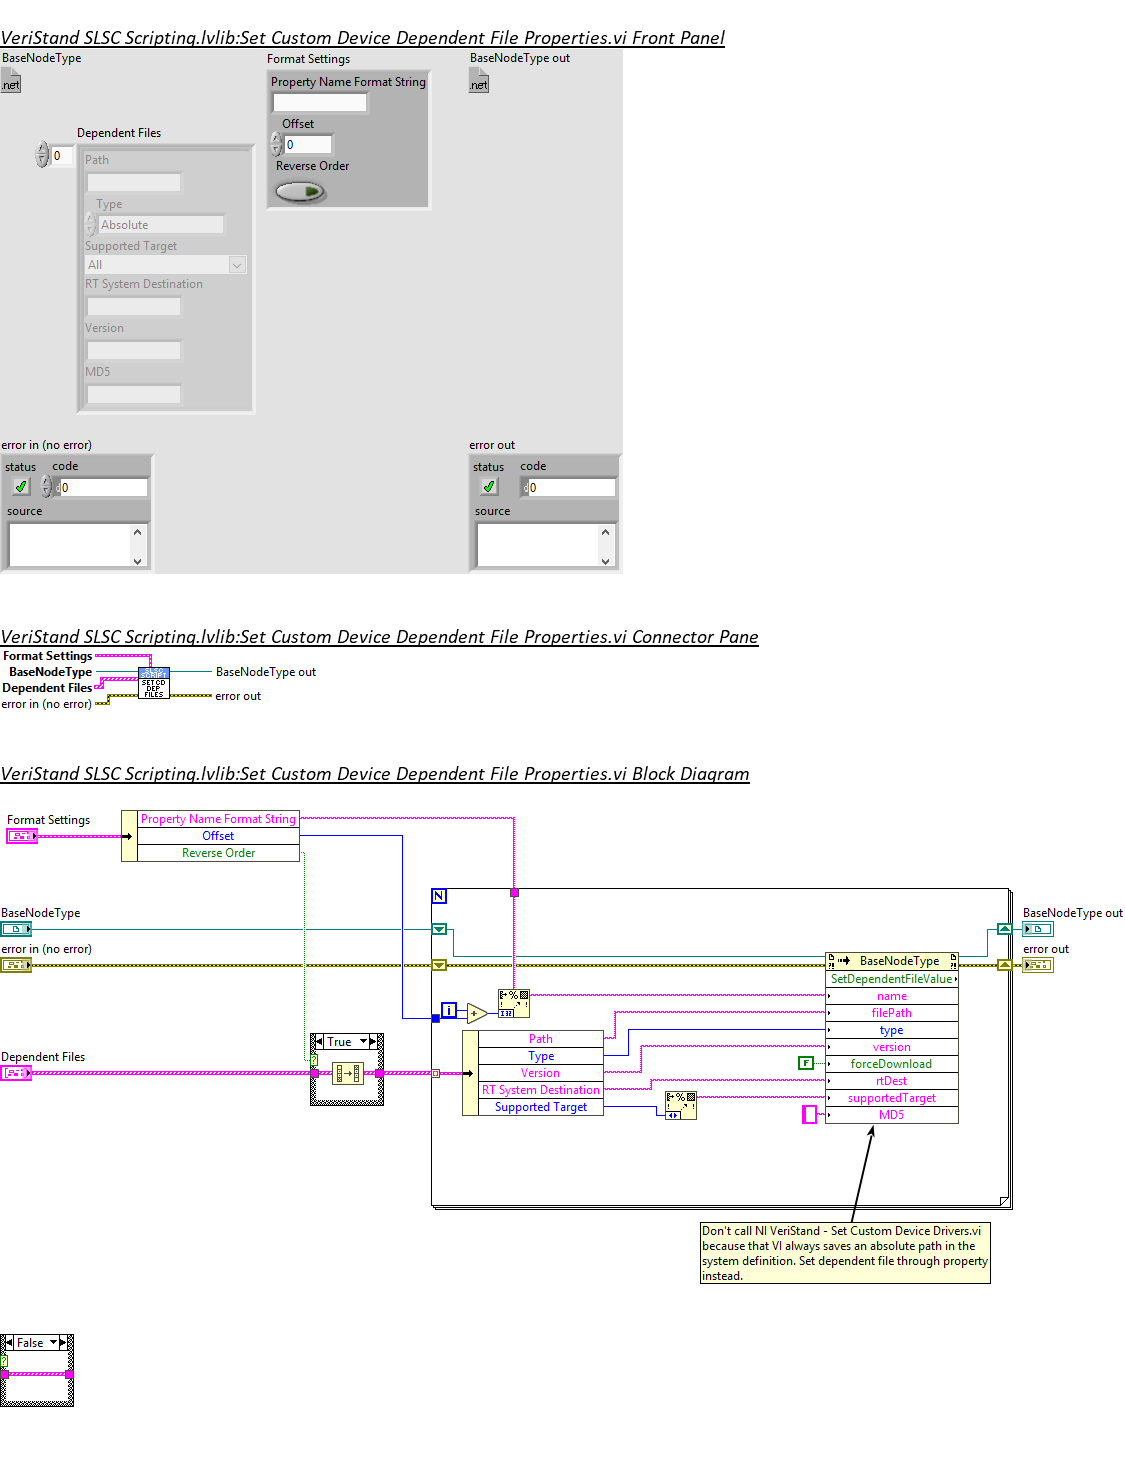 VeriStand SLSC Scripting.lvlib:Set Custom Device Dependent File Properties.vi Front Panel
BaseNodeType
Format Settings
BaseNodeType out
.net
.net
Property Name Format String
Offset
0
Reverse Order
Dependent Files
0
Path
Type
Absolute
Supported Target
All
RT System Destination
Version
MD5
error in (no error)
status
code
0
source
error out
status
code
0
source
VeriStand SLSC Scripting.lvlib:Set Custom Device Dependent File Properties.vi Connector Pane
Format Settings
BaseNodeType
Dependent Files
error in (no error)
SLSC
SCRIPT
SET CD
DEP
FILES
BaseNodeType out
error out
VeriStand SLSC Scripting.lvlib:Set Custom Device Dependent File Properties.vi Block Diagram
Format Settings
Property Name Format String
Offset
Reverse Order
N
BaseNodeType
error in (no error)
BaseNodeType out
error out
BaseNodeType
SetDependentFileValue
name
filePath
type
version
forceDownload
rtDest
supportedTarget
MD5
i
I32
F
True
?
Dependent Files
Path
Type
Version
RT System Destination
Supported Target
Don't call NI VeriStand - Set Custom Device Drivers.vi
because that VI always saves an absolute path in the
system definition. Set dependent file through property
instead.
False
?